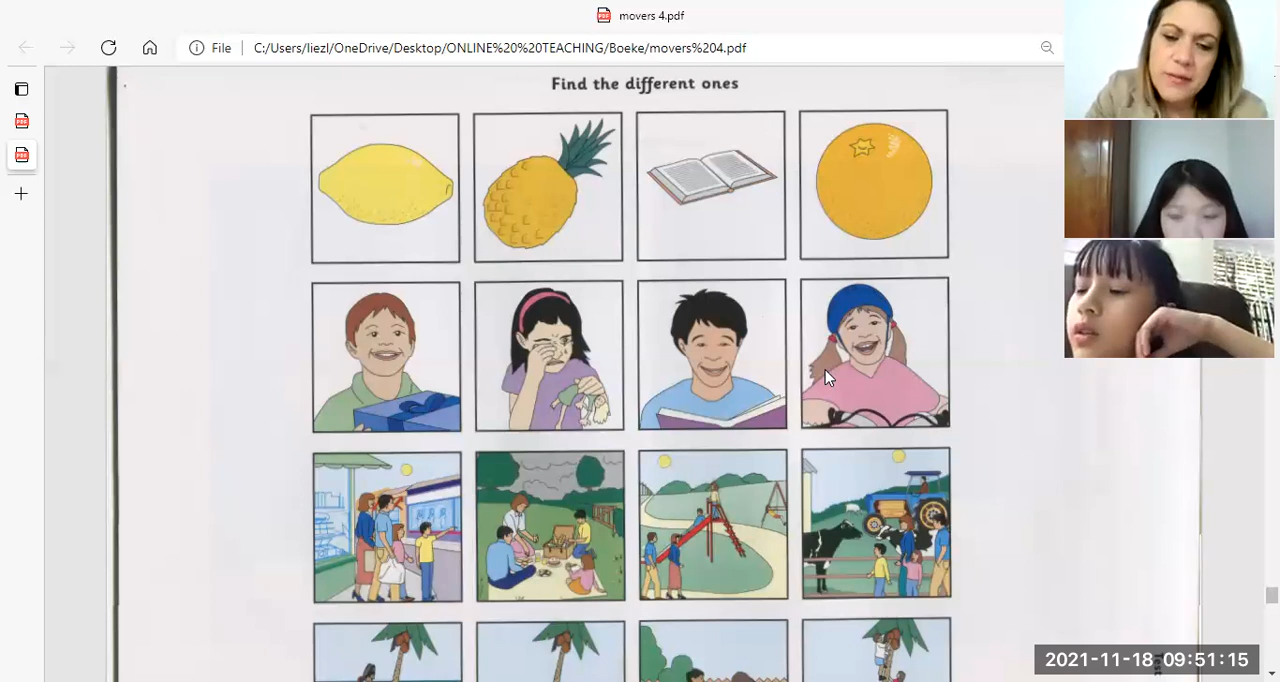 movers 4.pdf
File C:/Users/liezl/OneDrive/Desktop/ONLINE%20%20TEACHING/Boeke/movers%204.pdf
Find the different ones
2021-11-18 09:51:15
Test